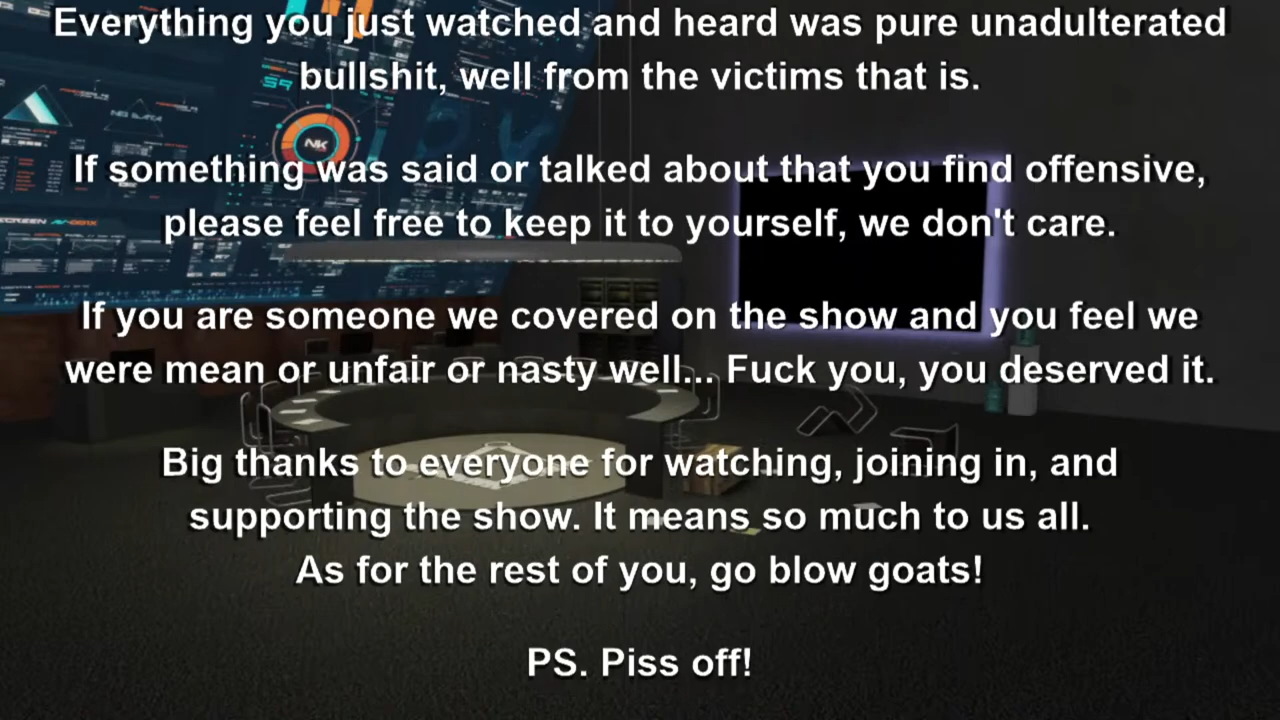 Everything you just watched and heard was pure unadulterated
bullshit, well from the victims that is.
If something was said or talked about that you find offensive,
please feel free to keep it to yourself, we don't care.
If you are someone we covered on the show and you feel we
were mean or unfair or nasty well... Fuck you, you deserved it.
Big thanks to everyone for watching, joining in, and
supporting the show. It means so much to us all.
As for the rest of you, go blow goats!
PS. Piss off!
59
NK